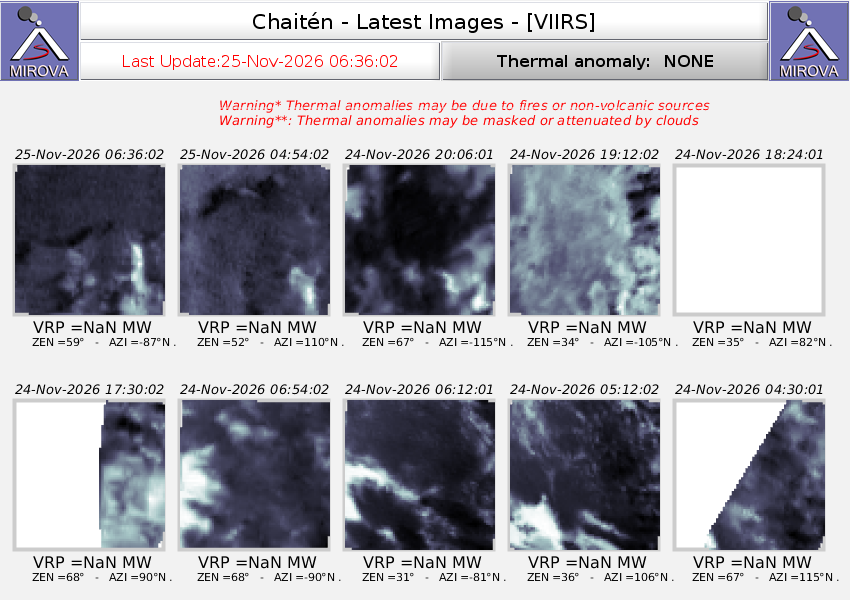 Chaitén - Latest Images - [VIIRS]
MIROVA
Last Update:25-Nov-2026 06:36:02
Thermal anomaly: NONE
MIROVA
Warning* Thermal anomalies may be due to fires or non-volcanic sources
Warning**: Thermal anomalies may be masked or attenuated by clouds
25-Nov-2026 06:36:02
25-Nov-2026 04:54:02
24-Nov-2026 20:06:01
24-Nov-2026 19:12:02
24-Nov-2026 18:24:01
VRP =NaN MW
VRP =NaN MW
VRP =NaN MW
VRP =NaN MW
VRP =NaN MW
ZEN =59° - AZI =-87°N .
ZEN =52° - AZI =110°N .
ZEN =67° - AZI =-115°N .
ZEN =34° - AZI =-105°N .
ZEN =35° - AZI =82°N .
24-Nov-2026 17:30:02
24-Nov-2026 06:54:02
24-Nov-2026 06:12:01
24-Nov-2026 05:12:02
24-Nov-2026 04:30:01
VRP =NaN MW
VRP =NaN MW
VRP =NaN MW
VRP =NaN MW
VRP =NaN MW
ZEN =68° - AZI =90°N .
ZEN =68° - AZI =-90°N .
ZEN =31° - AZI =-81°N .
ZEN =36° - AZI =106°N .
ZEN =67° - AZI =115°N .